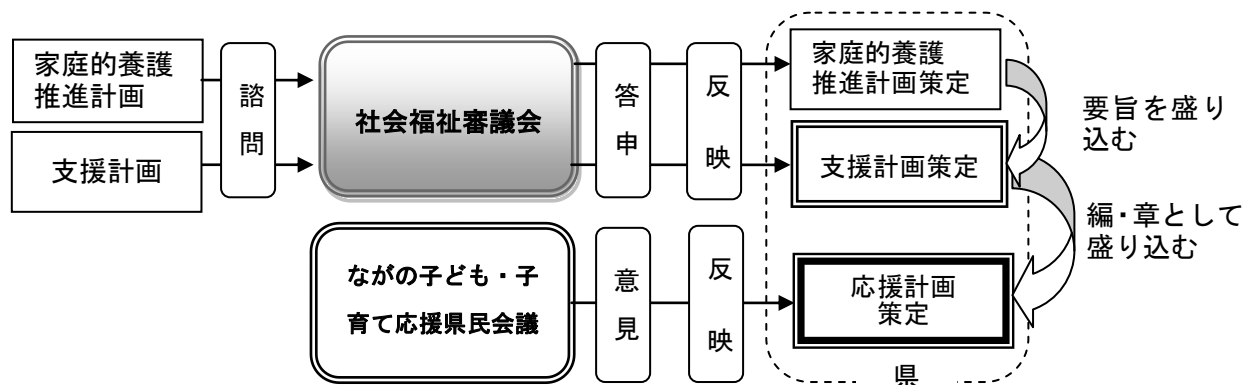 家庭的養護
推進計画
支援計画
諮問
社会福祉審議会
答申
反映
家庭的養護
推進計画策定
支援計画策定
要旨を盛り
込む
ながの子ども・子
育て応援県民会議
意見
反映
応援計画
策定
編・章として
盛り込む
県